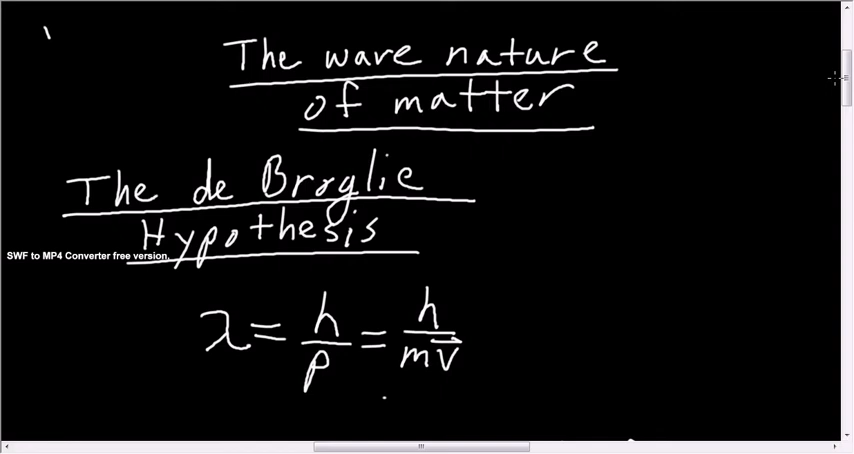 The wave nature
of matter
The de Broglie
Hypothesis
SWF to MP4 Converter free version.
λ = h/p = h/mv⃗